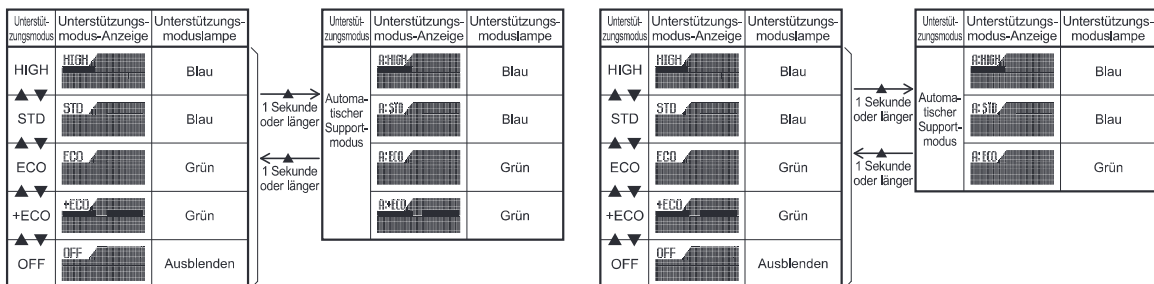 Unterstüt-
zungsmodus
Unterstützungs-
modus-Anzeige
Unterstützungs-
moduslampe
HIGH
HIGH
Blau
STD
STD
Blau
ECO
ECO
Grün
+ECO
+ECO
Grün
OFF
OFF
Ausblenden
1 Sekunde
oder länger
1 Sekunde
oder länger
Unterstüt-
zungsmodus
Unterstützungs-
modus-Anzeige
Unterstützungs-
moduslampe
Automa-
tischer
Support-
modus
A:HIGH
Blau
A:STD
Blau
A:ECO
Grün
A:+ECO
Grün
Unterstüt-
zungsmodus
Unterstützungs-
modus-Anzeige
Unterstützungs-
moduslampe
HIGH
HIGH
Blau
STD
STD
Blau
ECO
ECO
Grün
+ECO
+ECO
Grün
OFF
OFF
Ausblenden
1 Sekunde
oder länger
1 Sekunde
oder länger
Unterstüt-
zungsmodus
Unterstützungs-
modus-Anzeige
Unterstützungs-
moduslampe
Automa-
tischer
Support-
modus
A:HIGH
Blau
A:STD
Blau
A:ECO
Grün